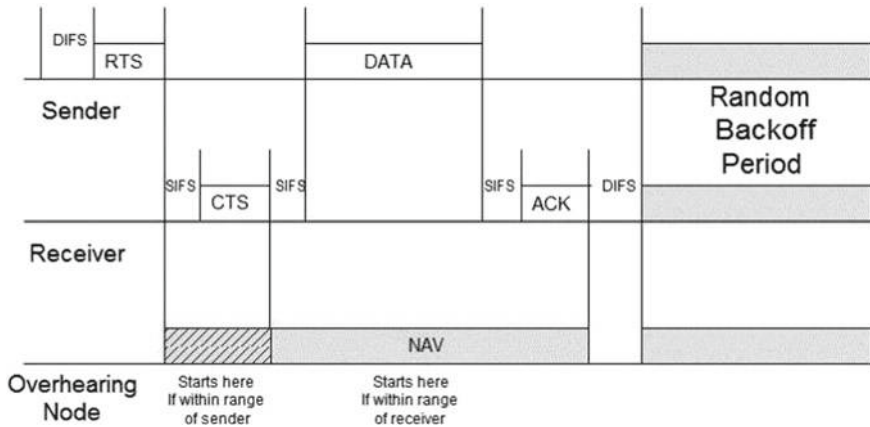 DIFS
RTS
DATA
Sender
Random
Backoff
Period
SIFS
CTS
SIFS
SIFS
ACK
DIFS
Receiver
NAV
Overhearing
Node
Starts here
If within range
of sender
Starts here
If within range
of receiver